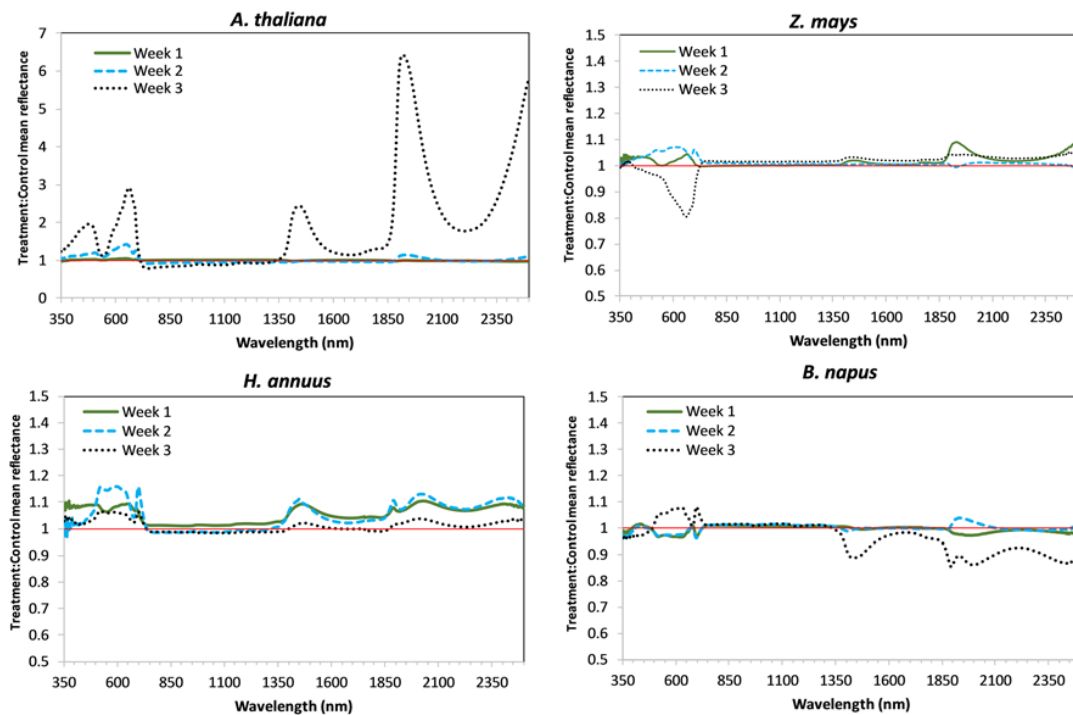 A. thaliana
7
6
5
4
3
2
1
0
Treatment:Control mean reflectance
Week 1
Week 2
Week 3
350 600 850 1100 1350 1600 1850 2100 2350
Wavelength (nm)
Z. mays
1.5
1.4
1.3
1.2
1.1
1
0.9
0.8
0.7
0.6
0.5
Treatment:Control mean reflectance
Week 1
Week 2
Week 3
350 600 850 1100 1350 1600 1850 2100 2350
Wavelength (nm)
H. annuus
1.5
1.4
1.3
1.2
1.1
1
0.9
0.8
0.7
0.6
0.5
Treatment:Control mean reflectance
Week 1
Week 2
Week 3
350 600 850 1100 1350 1600 1850 2100 2350
Wavelength (nm)
B. napus
1.5
1.4
1.3
1.2
1.1
1
0.9
0.8
0.7
0.6
0.5
Treatment:Control mean reflectance
Week 1
Week 2
Week 3
350 600 850 1100 1350 1600 1850 2100 2350
Wavelength (nm)